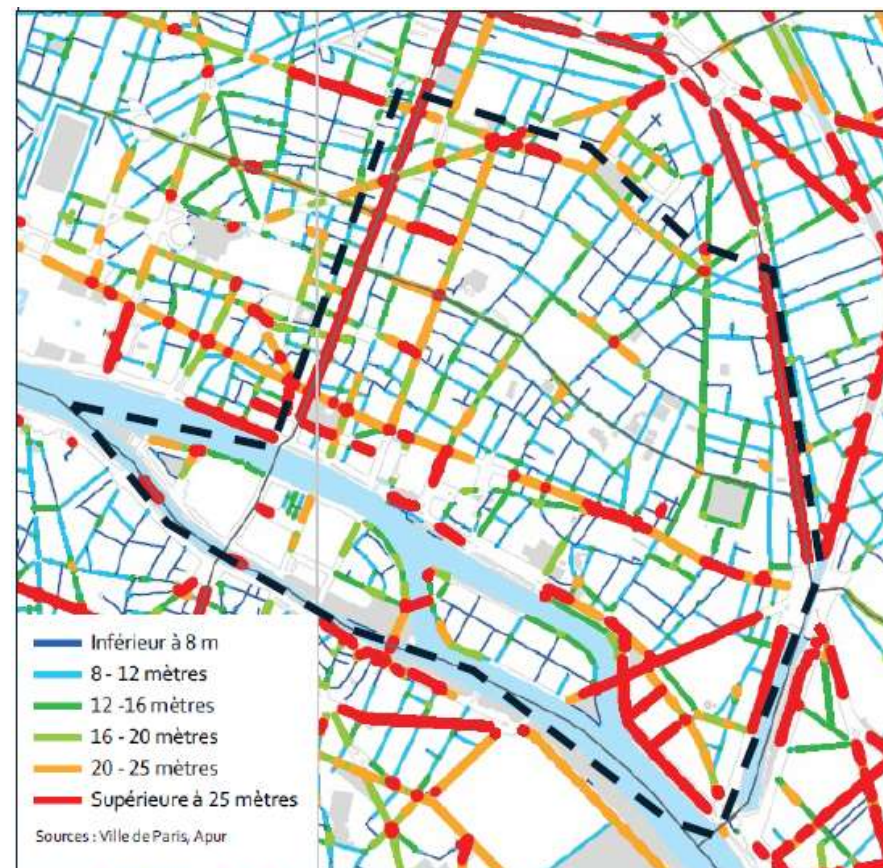 Inférieur à 8 m
8 - 12 mètres
12 -16 mètres
16 - 20 mètres
20 - 25 mètres
Supérieure à 25 mètres
Sources : Ville de Paris, Apur